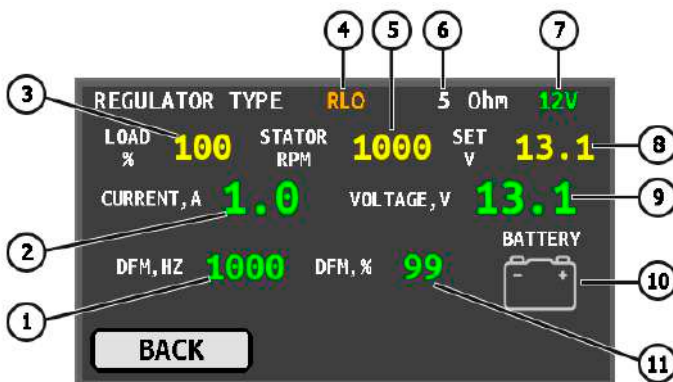 4 5 6 7
3
REGULATOR TYPE RLO 5 Ohm 12V
LOAD % 100 STATOR RPM 1000 SET V 13.1
8
CURRENT,A 1.0 VOLTAGE,V 13.1
9
2
BATTERY
- +
10
DFM,HZ 1000 DFM,% 99
1
BACK
11